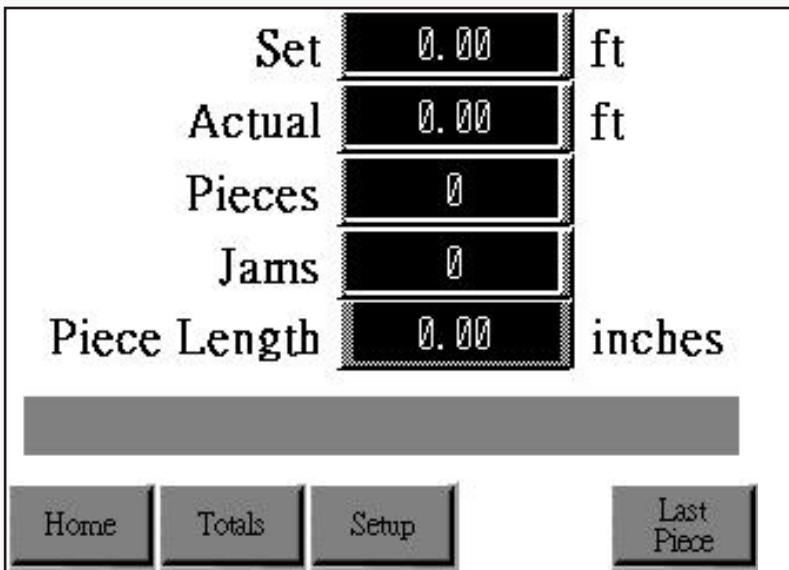 Set 0.00 ft
Actual 0.00 ft
Pieces 0
Jams 0
Piece Length 0.00 inches
Home Totals Setup Last
Piece